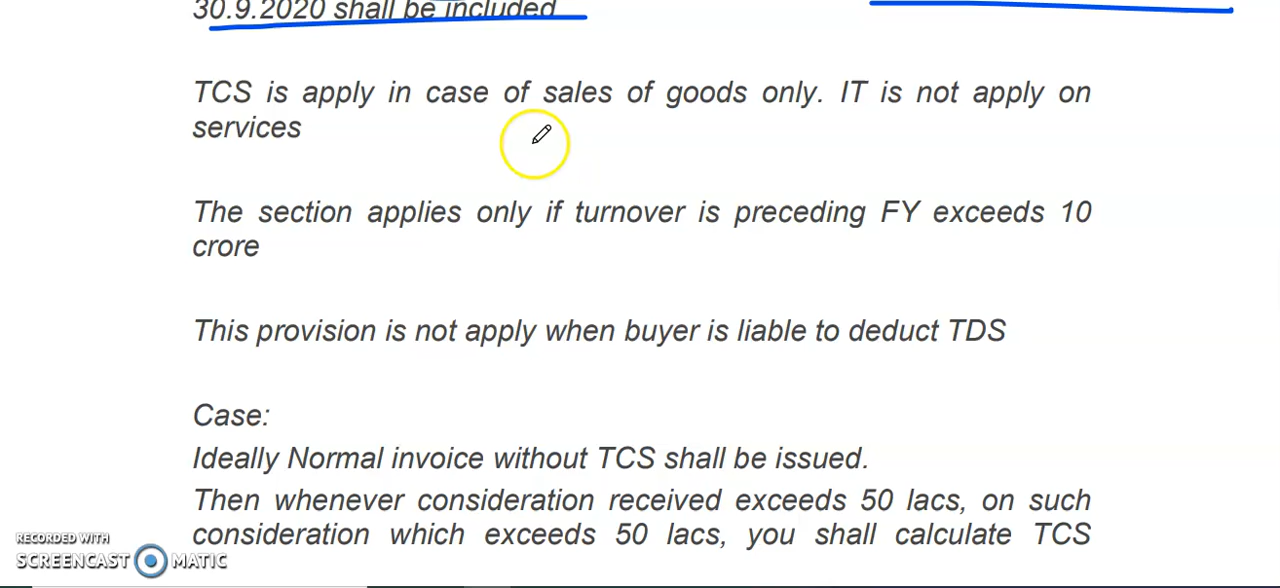 30.9.2020 shall be included
TCS is apply in case of sales of goods only. IT is not apply on
services
The section applies only if turnover is preceding FY exceeds 10
crore
This provision is not apply when buyer is liable to deduct TDS
Case:
Ideally Normal invoice without TCS shall be issued.
Then whenever consideration received exceeds 50 lacs, on such
consideration which exceeds 50 lacs, you shall calculate TCS
RECORDED WITH
SCREENCAST MATIC